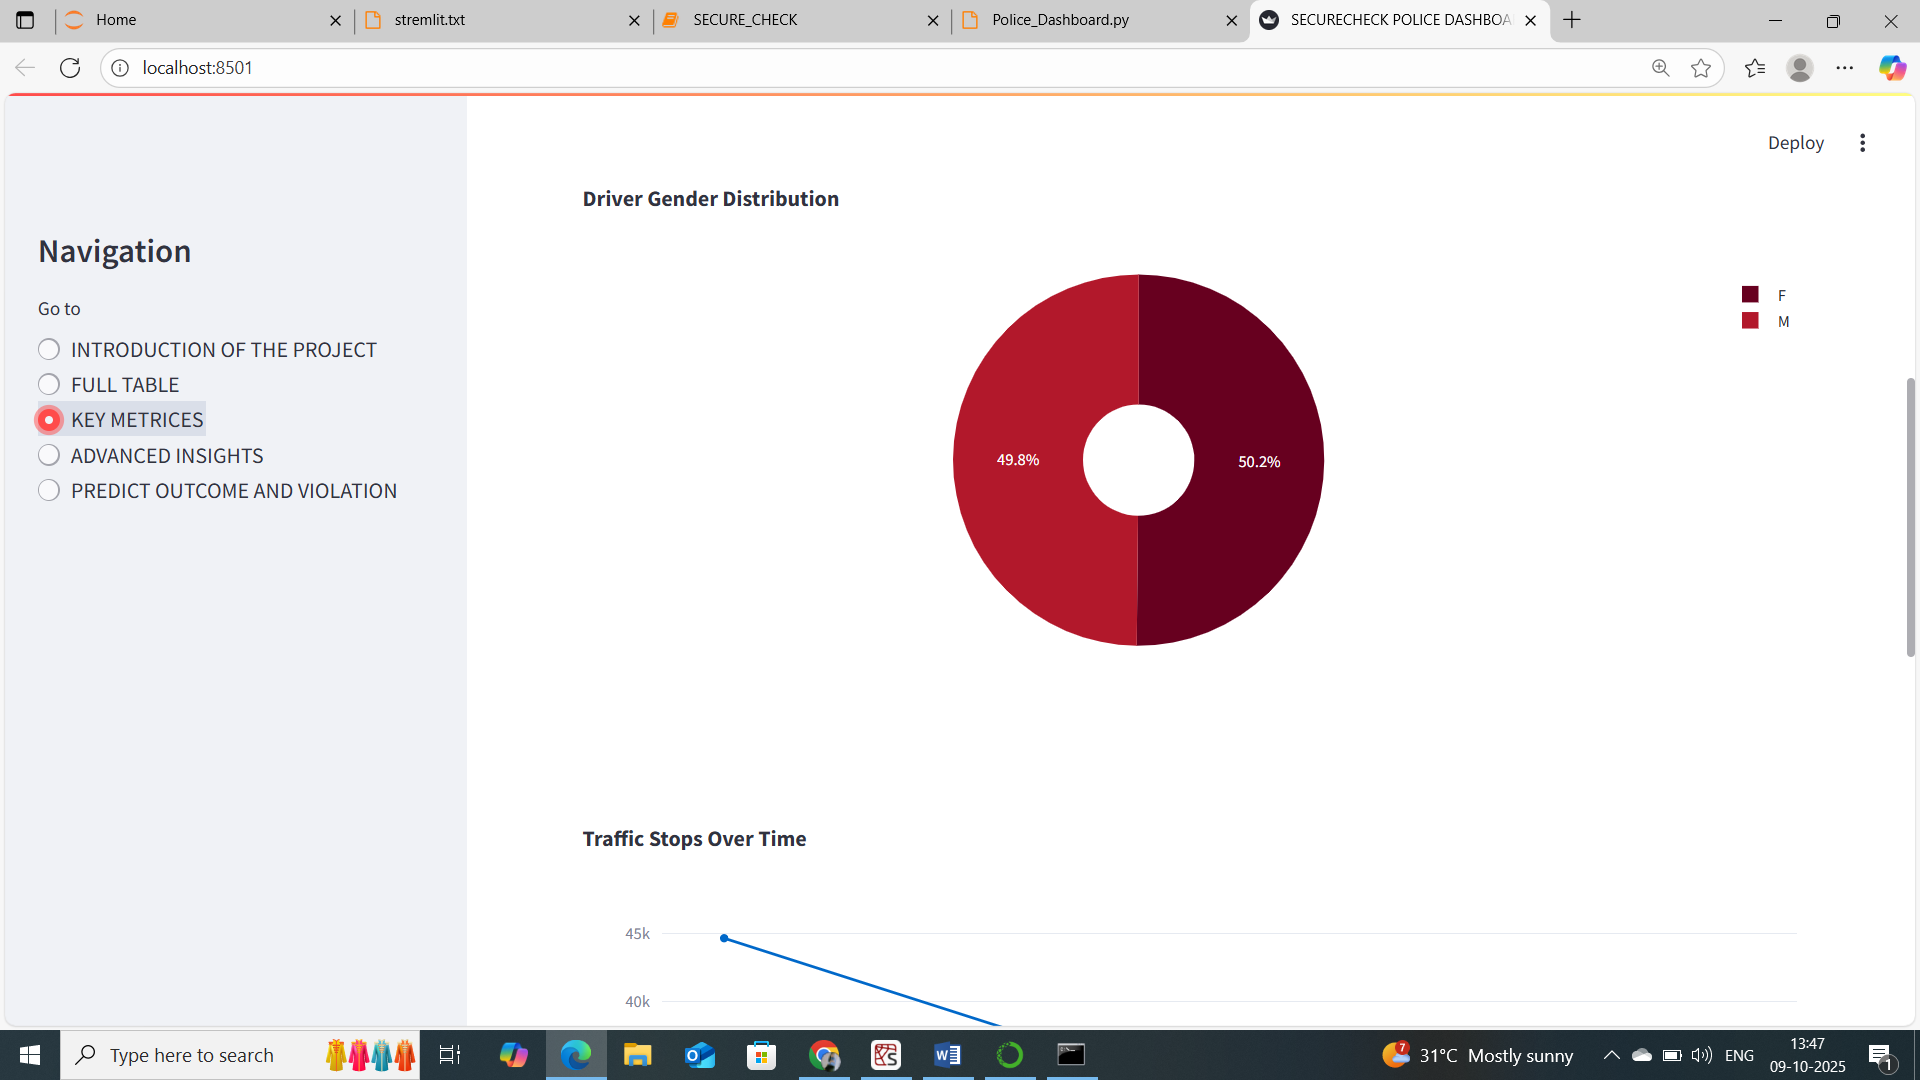 Home
stremlit.txt
SECURE_CHECK
Police_Dashboard.py
SECURECHECK POLICE DASHBOA
localhost:8501
Deploy
Navigation
Go to
INTRODUCTION OF THE PROJECT
FULL TABLE
KEY METRICES
ADVANCED INSIGHTS
PREDICT OUTCOME AND VIOLATION
Driver Gender Distribution
F
M
49.8%
50.2%
Traffic Stops Over Time
45k
40k
Type here to search
7
31°C Mostly sunny
ENG
13:47
09-10-2025
1